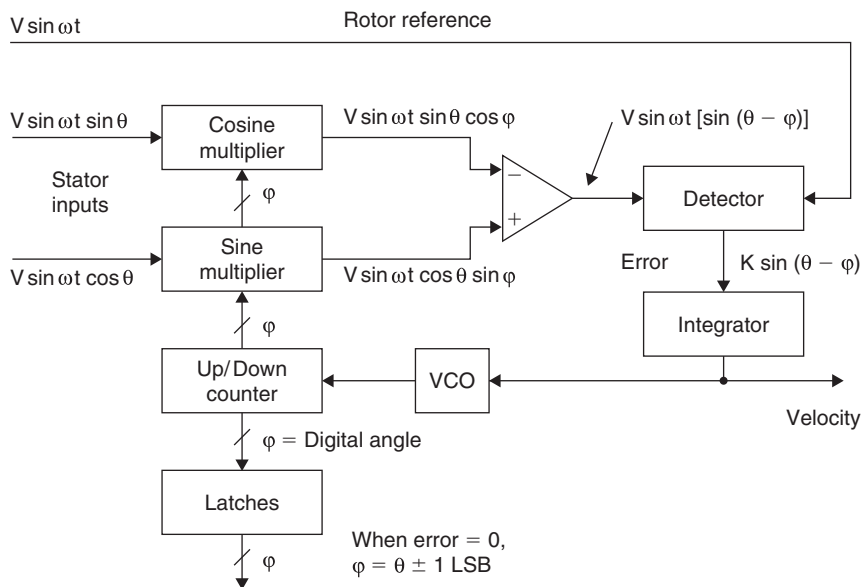 V sin ωt
Rotor reference
V sin ωt sin θ
Cosine
multiplier
V sin ωt sin θ cos φ
V sin ωt [sin (θ − φ)]
Stator
inputs
φ
−
+
Detector
Sine
multiplier
V sin ωt cos θ
V sin ωt cos θ sin φ
Error
K sin (θ − φ)
φ
Integrator
Up/Down
counter
VCO
Velocity
φ = Digital angle
Latches
When error = 0,
φ = θ ± 1 LSB
φ